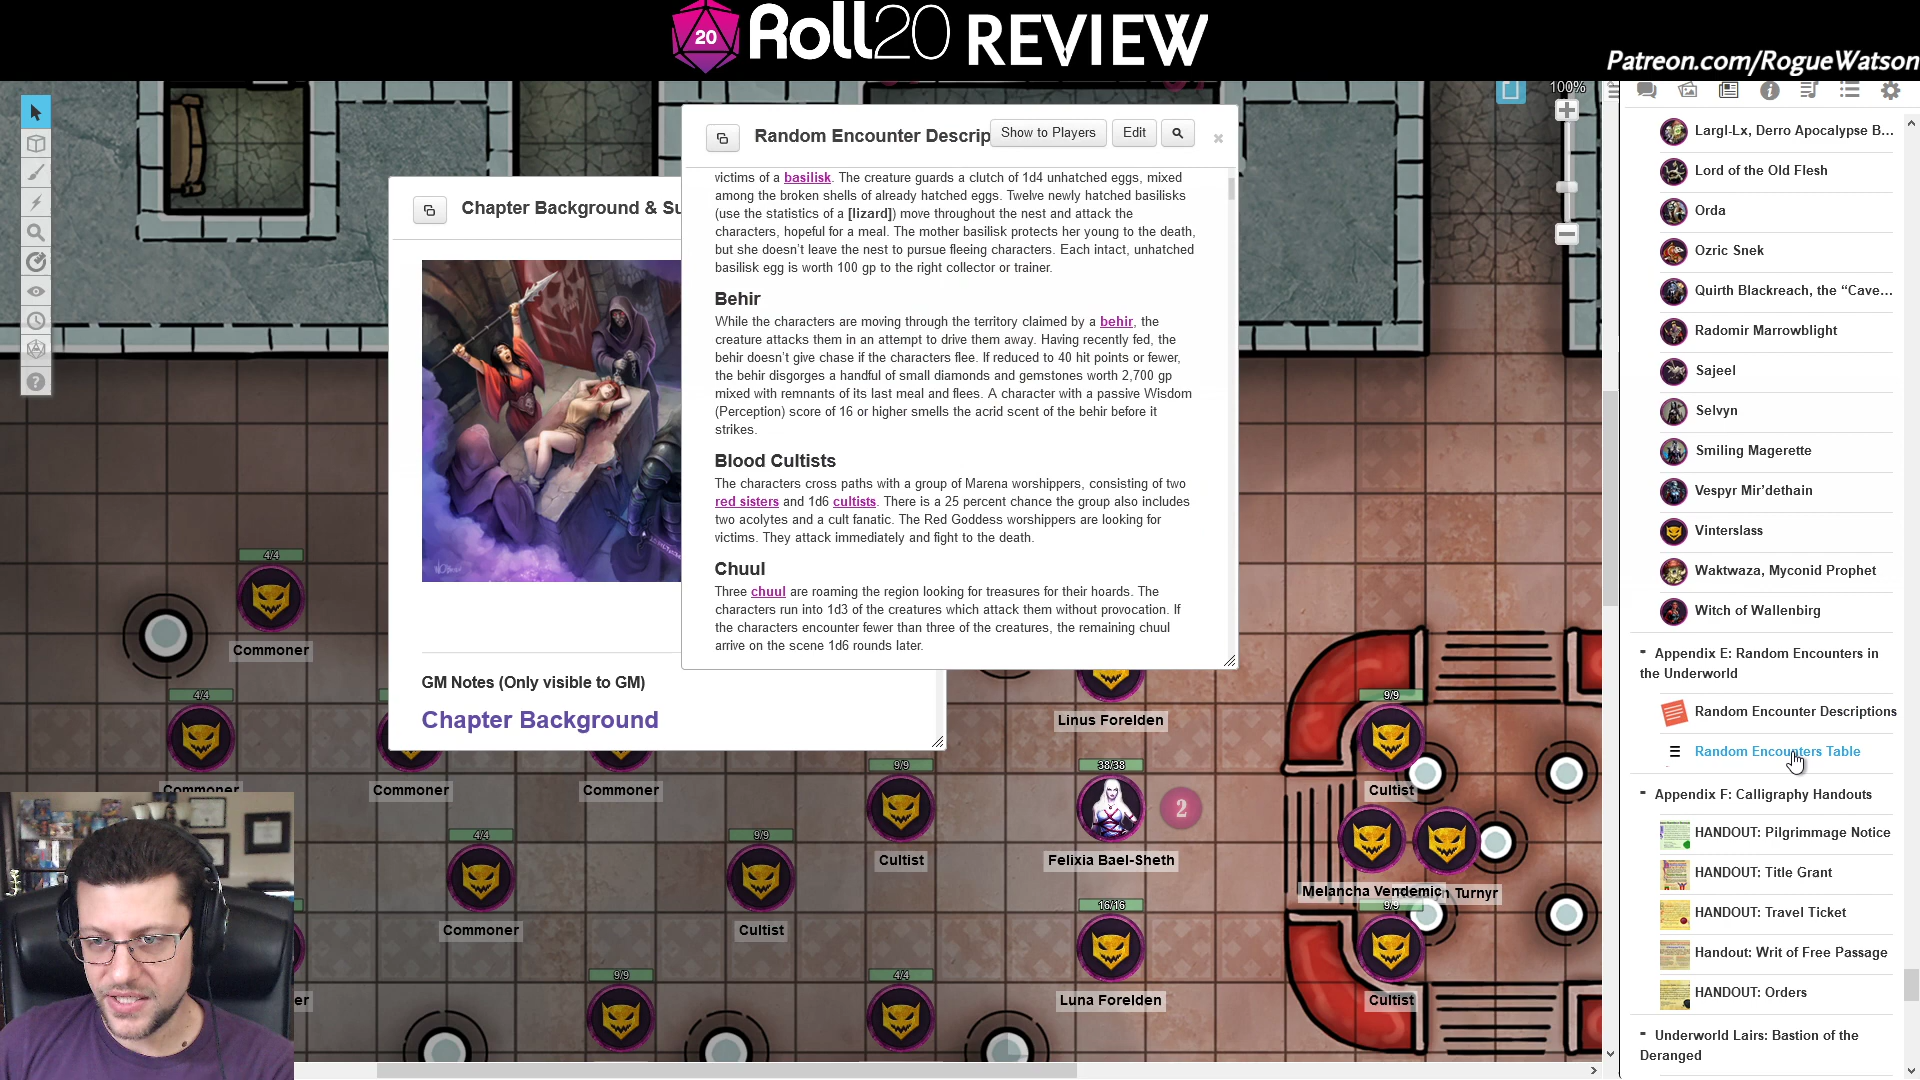 20 Roll20 REVIEW
Patreon.com/RogueWatson
100%
Random Encounter Descrip
Show to Players
Edit
victims of a basilisk. The creature guards a clutch of 1d4 unhatched eggs, mixed
among the broken shells of already hatched eggs. Twelve newly hatched basilisks
(use the statistics of a [lizard]) move throughout the nest and attack the
characters, hopeful for a meal. The mother basilisk protects her young to the death,
but she doesn't leave the nest to pursue fleeing characters. Each intact, unhatched
basilisk egg is worth 100 gp to the right collector or trainer.
Behir
While the characters are moving through the territory claimed by a behir, the
creature attacks them in an attempt to drive them away. Having recently fed, the
behir doesn't give chase if the characters flee. If reduced to 40 hit points or fewer,
the behir disgorges a handful of small diamonds and gemstones worth 2,700 gp
mixed with remnants of its last meal and flees. A character with a passive Wisdom
(Perception) score of 16 or higher smells the acrid scent of the behir before it
strikes.
Blood Cultists
The characters cross paths with a group of Marena worshippers, consisting of two
red sisters and 1d6 cultists. There is a 25 percent chance the group also includes
two acolytes and a cult fanatic. The Red Goddess worshippers are looking for
victims. They attack immediately and fight to the death.
Chuul
Three chuul are roaming the region looking for treasures for their hoards. The
characters run into 1d3 of the creatures which attack them without provocation. If
the characters encounter fewer than three of the creatures, the remaining chuul
arrive on the scene 1d6 rounds later.
Chapter Background & Su
GM Notes (Only visible to GM)
Chapter Background
4/4
Commoner
4/4
Commoner
Commoner
Commoner
4/4
Commoner
9/9
Cultist
9/9
Cultist
Linus Forelden
38/38
2
Felixia Bael-Sheth
16/16
Luna Forelden
9/9
Cultist
Melancha Vendemic
n Turnyr
9/9
Cultist
er
9/9
4/4
Largl-Lx, Derro Apocalypse B...
Lord of the Old Flesh
Orda
Ozric Snek
Quirth Blackreach, the “Cave...
Radomir Marrowblight
Sajeel
Selvyn
Smiling Magerette
Vespyr Mir’dethain
Vinterslass
Waktwaza, Myconid Prophet
Witch of Wallenbirg
Appendix E: Random Encounters in
the Underworld
Random Encounter Descriptions
Random Encounters Table
Appendix F: Calligraphy Handouts
HANDOUT: Pilgrimmage Notice
HANDOUT: Title Grant
HANDOUT: Travel Ticket
Handout: Writ of Free Passage
HANDOUT: Orders
Underworld Lairs: Bastion of the
Deranged